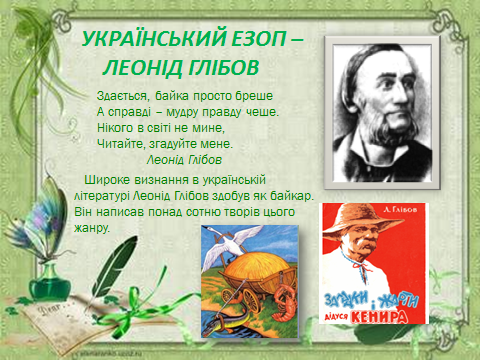 УКРАЇНСЬКИЙ ЕЗОП –
ЛЕОНІД ГЛІБОВ
Здається, байка просто бреше
А справді – мудру правду чеше.
Нікого в світі не мине,
Читайте, згадуйте мене.
Леонід Глібов
Широке визнання в українській
літературі Леонід Глібов здобув як байкар.
Він написав понад сотню творів цього
жанру.
Л. Глібов
ЗАГАДКИ
і ЖАРТИ
ДІДУСЯ КЕНИРА